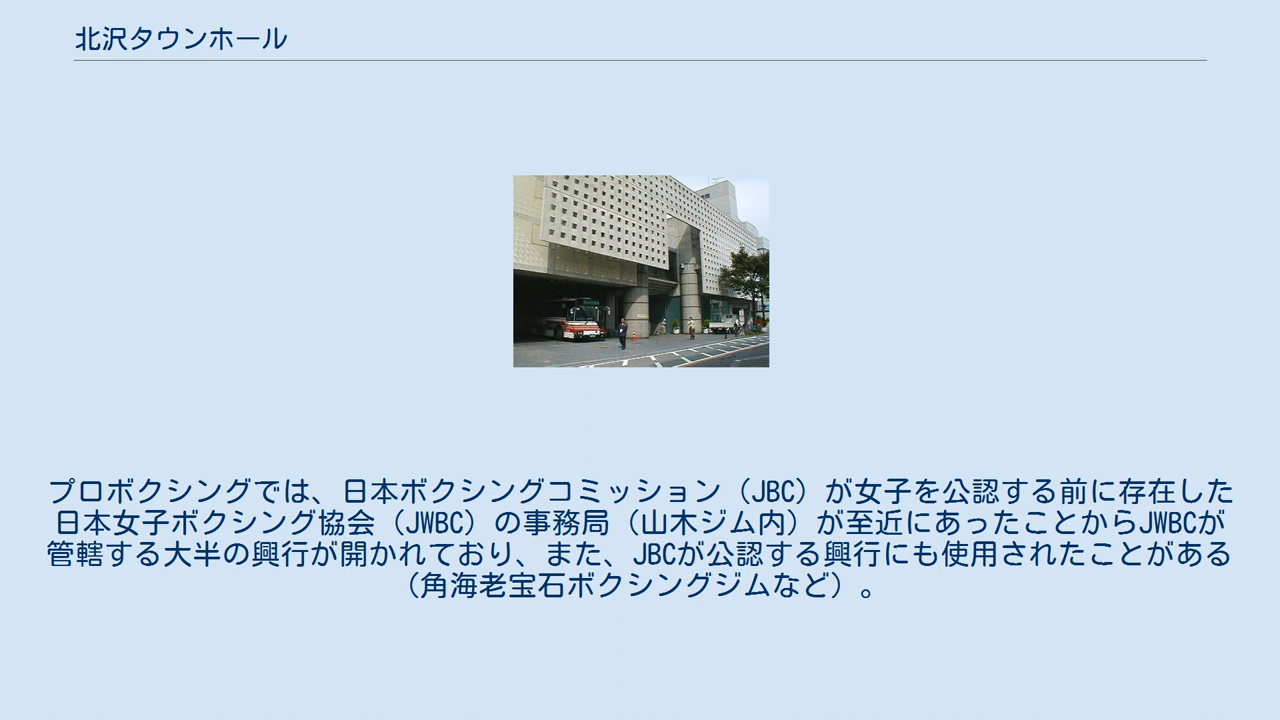 北沢タウンホール
プロボクシングでは、日本ボクシングコミッション（JBC）が女子を公認する前に存在した
日本女子ボクシング協会（JWBC）の事務局（山木ジム内）が至近にあったことからJWBCが
管轄する大半の興行が開かれており、また、JBCが公認する興行にも使用されたことがある
（角海老宝石ボクシングジムなど）。